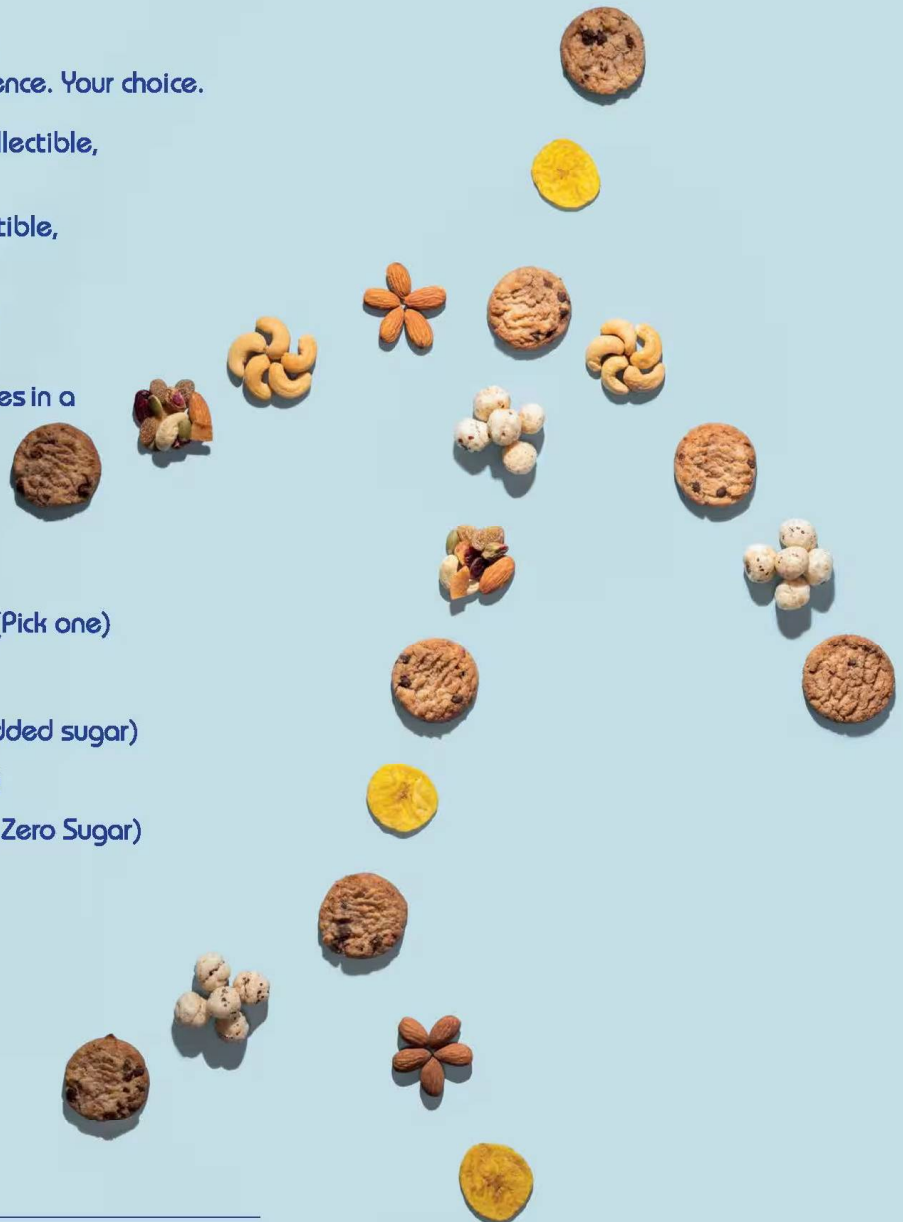 ence. Your choice.
llectible,
tible,
es in a
(Pick one)
dded sugar)
Zero Sugar)